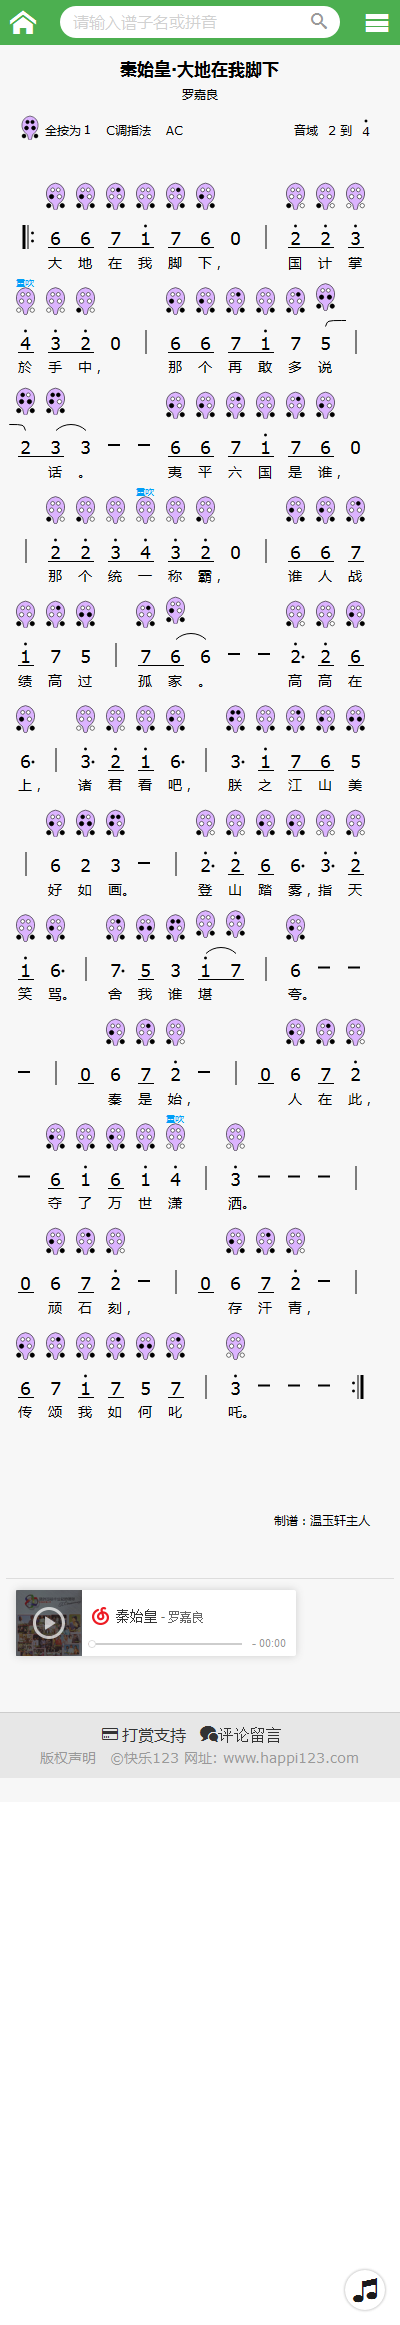 请输入谱子名或拼音
秦始皇·大地在我脚下
罗嘉良
全按为1 C调指法 AC 音域 2 到 4
6 6 7 1 7 6 0 | 2 2 3
大 地 在 我 脚 下, 国 计 掌
4 3 2 0 | 6 6 7 1 7 5 |
於 手 中, 那 个 再 敢 多 说
2 3 3 - - 6 6 7 1 7 6 0
话 。 夷 平 六 国 是 谁,
| 2 2 3 4 3 2 0 | 6 6 7
那 个 统 一 称 霸, 谁 人 战
1 7 5 | 7 6 6 - - 2· 2 6
绩 高 过 孤 家 。 高 高 在
6· | 3· 2 1 6· | 3· 1 7 6 5
上, 诸 君 看 吧, 朕 之 江 山 美
| 6 2 3 - | 2· 2 6 6· 3· 2
好 如 画。 登 山 踏 雾,指 天
1 6· | 7· 5 3 1 7 | 6 - -
笑 骂。 舍 我 谁 堪 夸。
- | 0 6 7 2 - | 0 6 7 2
秦 是 始, 人 在 此,
- 6 1 6 1 4 | 3 - - - |
夺 了 万 世 潇 洒。
0 6 7 2 - | 0 6 7 2 - |
顽 石 刻, 存 汗 青,
6 7 1 7 5 7 | 3 - - - :|
传 颂 我 如 何 叱 吒。
制谱：温玉轩主人
秦始皇 - 罗嘉良
- 00:00
打赏支持 评论留言
版权声明 ©快乐123 网址: www.happi123.com